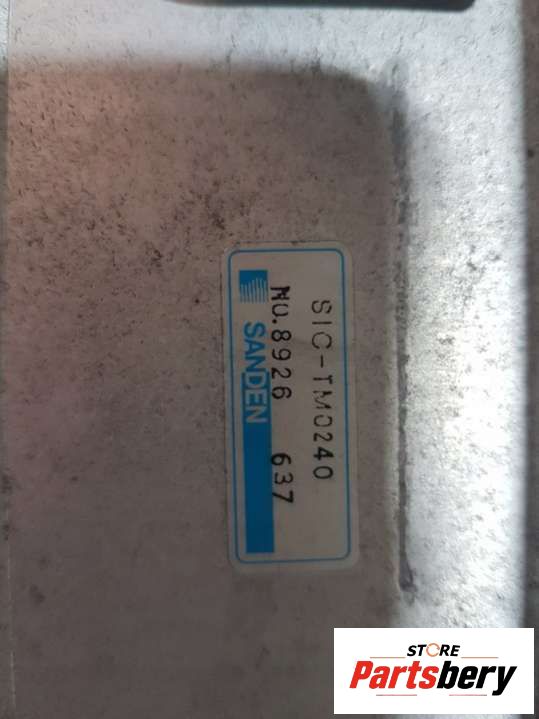 SIC-TM0240
NO.8926 637
SANDEN
STORE
Partsbery